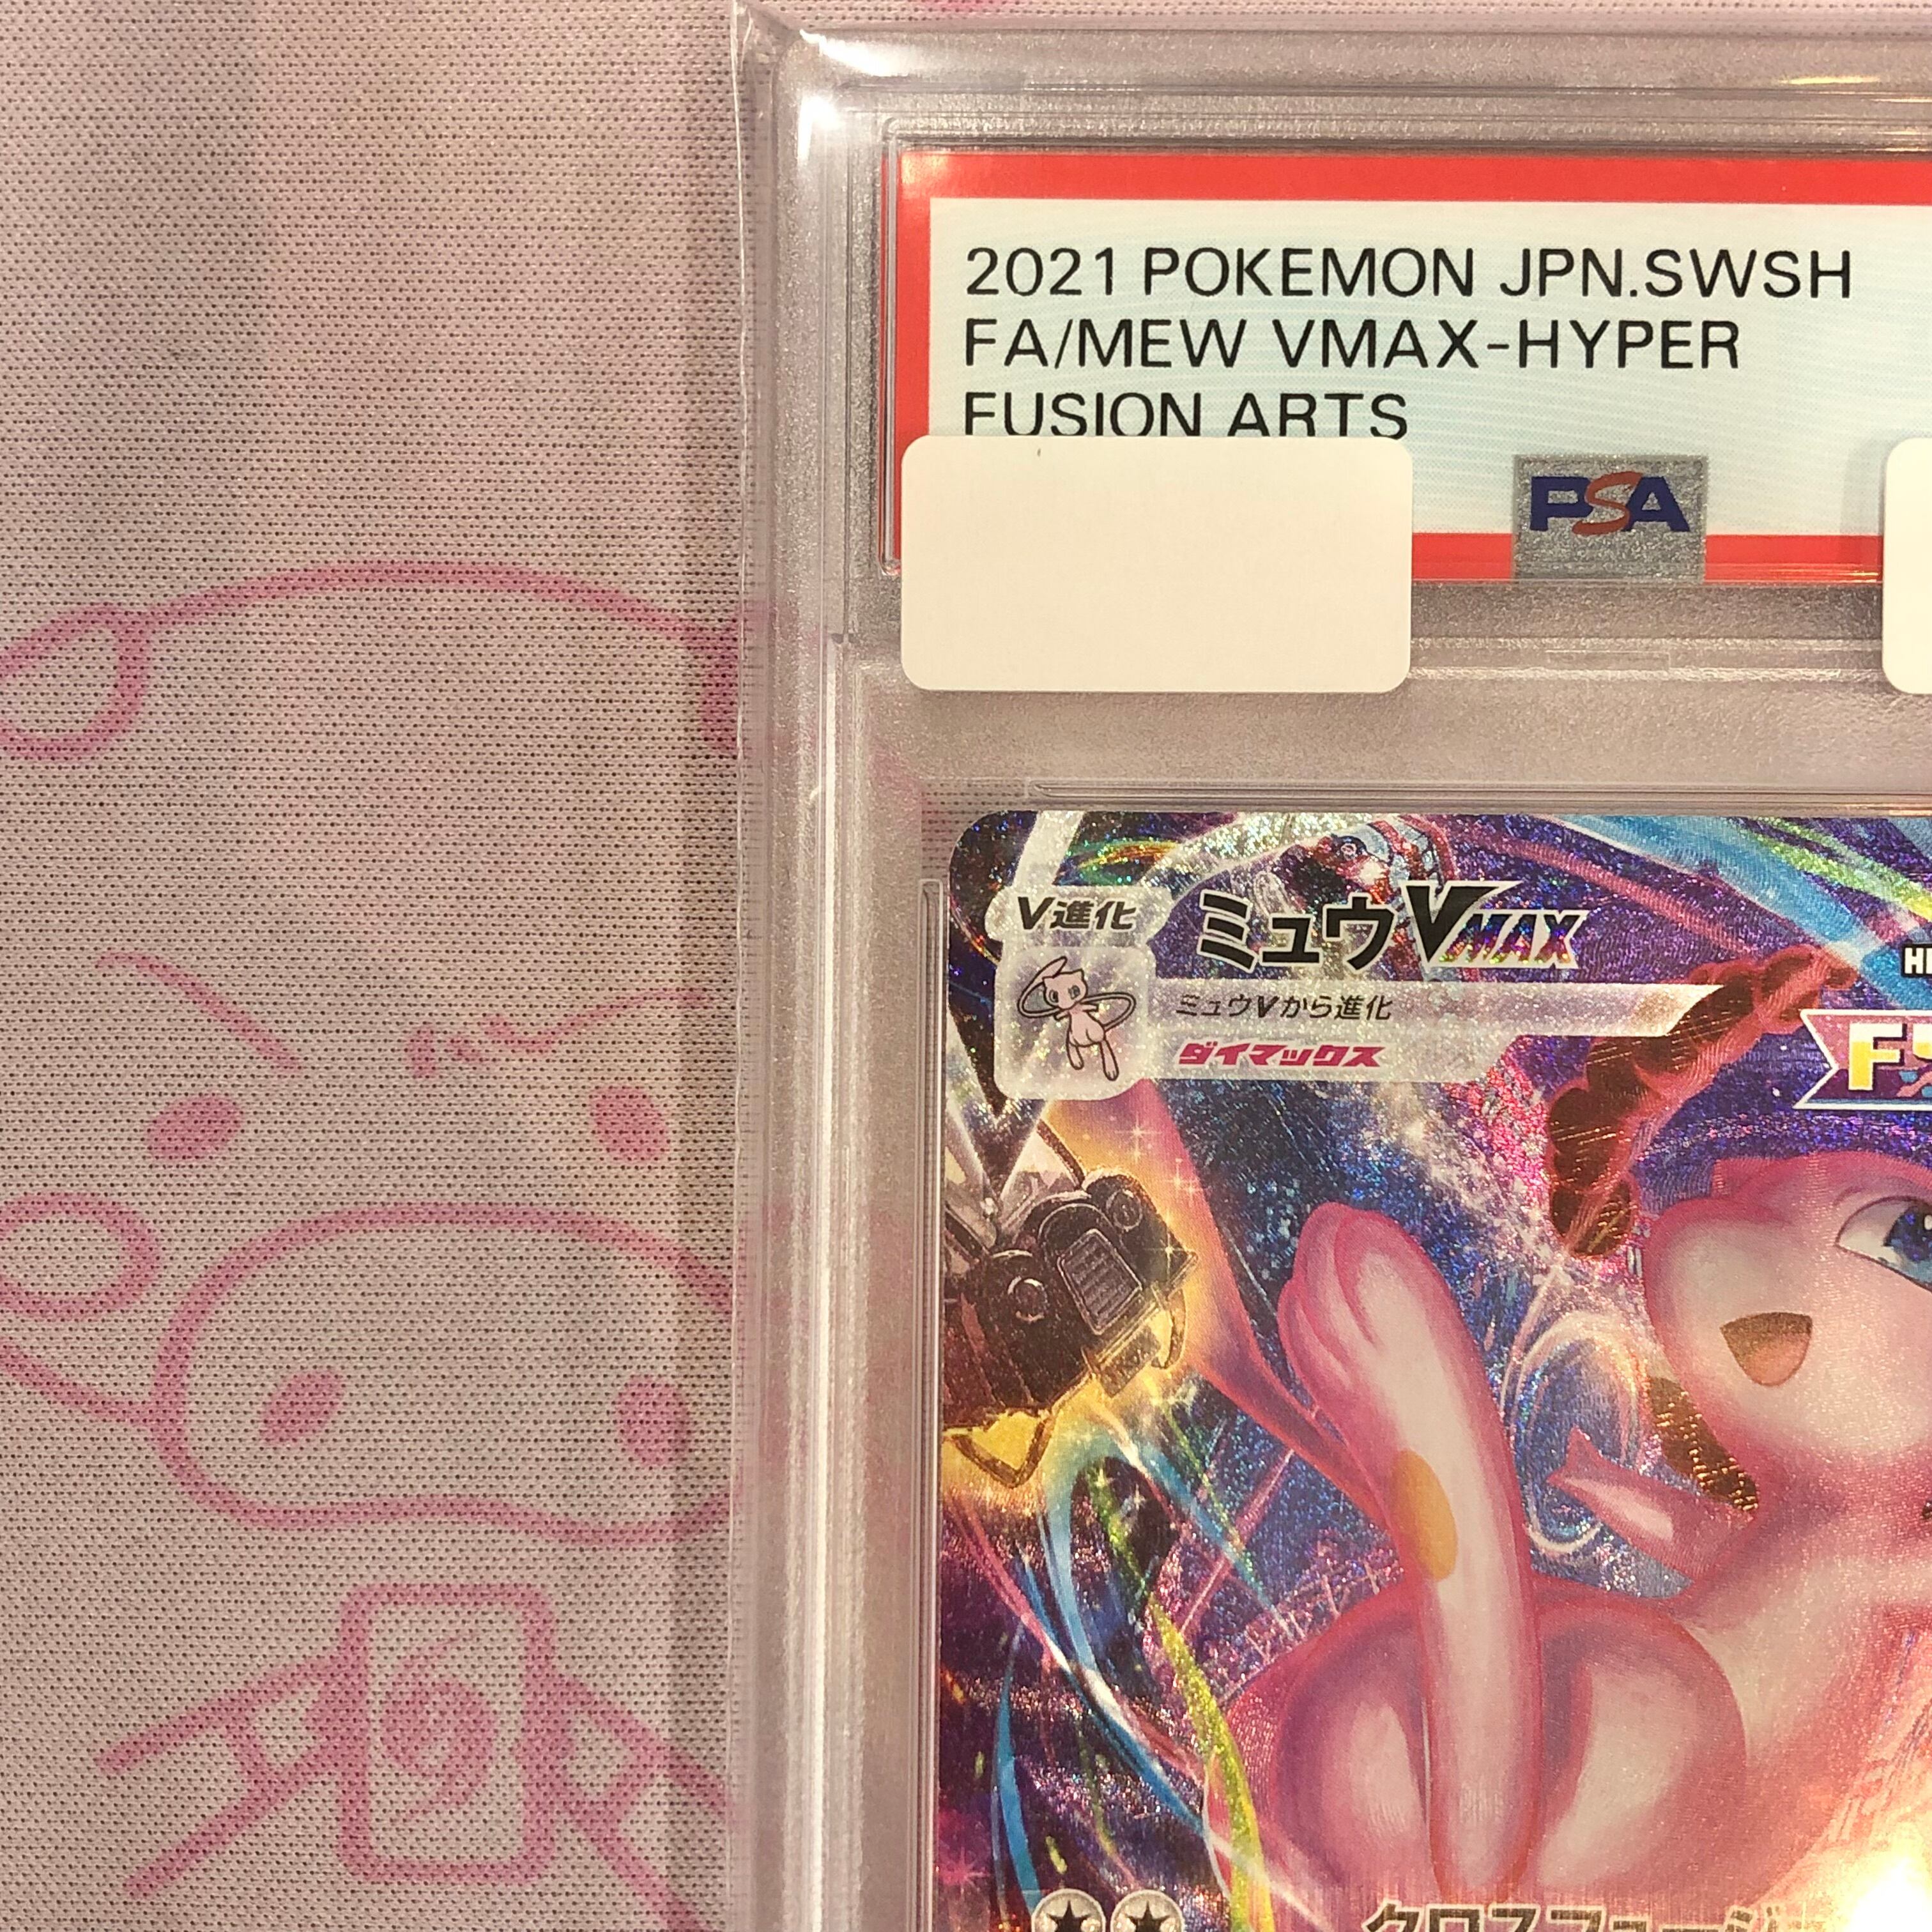 2021 POKEMON JPN.SWSH
FA/MEW VMAX-HYPER
FUSION ARTS
PSA
V進化
ミュウVMAX
ミュウVから進化
ダイマックス